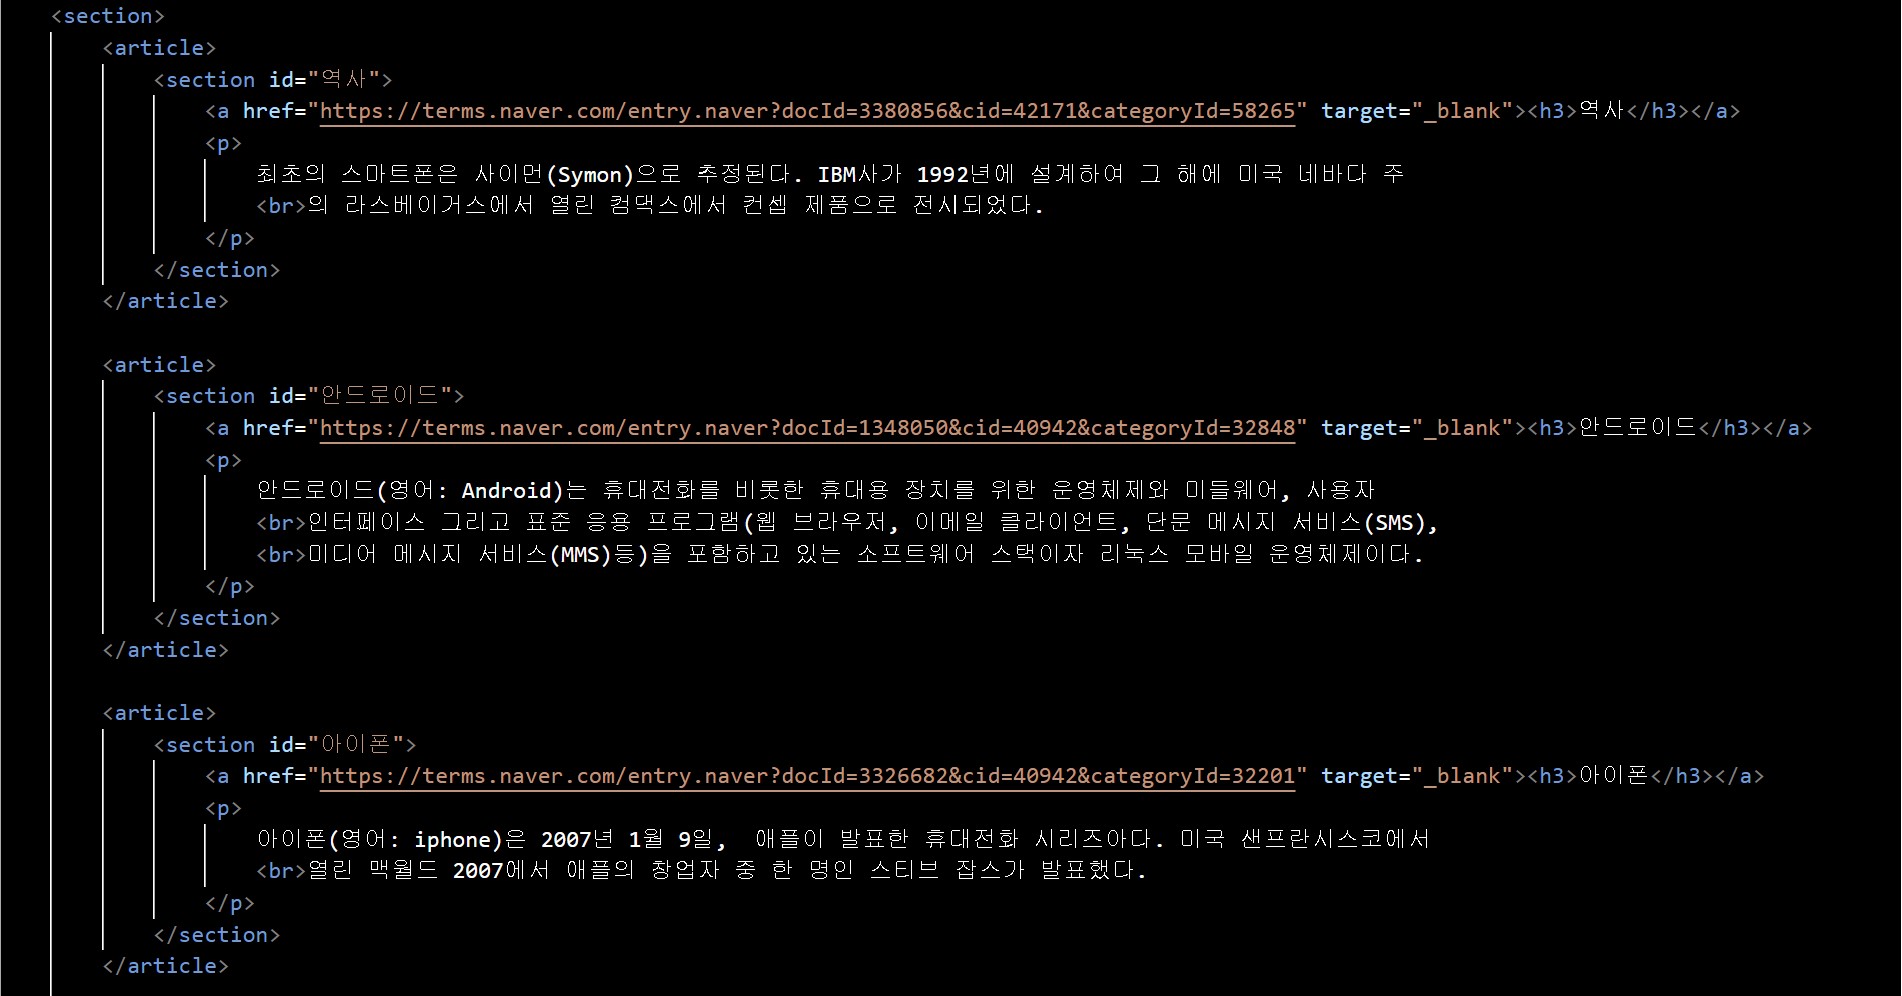 <section>
<article>
<section id="역사">
<a href="https://terms.naver.com/entry.naver?docId=3380856&cid=42171&categoryId=58265" target="_blank"><h3>역사</h3></a>
<p>
최초의 스마트폰은 사이먼(Symon)으로 추정된다. IBM사가 1992년에 설계하여 그 해에 미국 네바다 주
<br>의 라스베이거스에서 열린 컴댁스에서 컨셉 제품으로 전시되었다.
</p>
</section>
</article>
<article>
<section id="안드로이드">
<a href="https://terms.naver.com/entry.naver?docId=1348050&cid=40942&categoryId=32848" target="_blank"><h3>안드로이드</h3></a>
<p>
안드로이드(영어: Android)는 휴대전화를 비롯한 휴대용 장치를 위한 운영체제와 미들웨어, 사용자
<br>인터페이스 그리고 표준 응용 프로그램(웹 브라우저, 이메일 클라이언트, 단문 메시지 서비스(SMS),
<br>미디어 메시지 서비스(MMS)등)을 포함하고 있는 소프트웨어 스택이자 리눅스 모바일 운영체제이다.
</p>
</section>
</article>
<article>
<section id="아이폰">
<a href="https://terms.naver.com/entry.naver?docId=3326682&cid=40942&categoryId=32201" target="_blank"><h3>아이폰</h3></a>
<p>
아이폰(영어: iphone)은 2007년 1월 9일,  애플이 발표한 휴대전화 시리즈아다. 미국 샌프란시스코에서
<br>열린 맥월드 2007에서 애플의 창업자 중 한 명인 스티브 잡스가 발표했다.
</p>
</section>
</article>